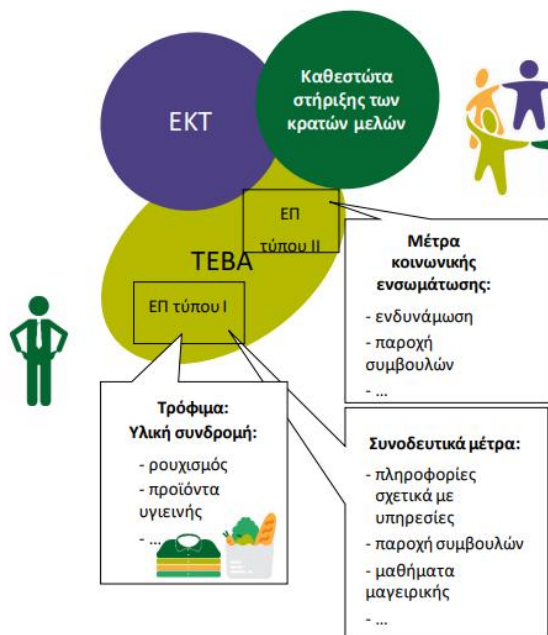 ΕΚΤ
Καθεστώτα
στήριξης των
κρατών μελών
ΤΕΒΑ
ΕΠ
τύπου II
ΕΠ τύπου I
Μέτρα
κοινωνικής
ενσωμάτωσης:
- ενδυνάμωση
- παροχή
συμβουλών
- ...
Τρόφιμα:
Υλική συνδρομή:
- ρουχισμός
- προϊόντα
υγιεινής
- ...
Συνοδευτικά μέτρα:
- πληροφορίες
σχετικά με
υπηρεσίες
- παροχή συμβουλών
- μαθήματα
μαγειρικής
- ...